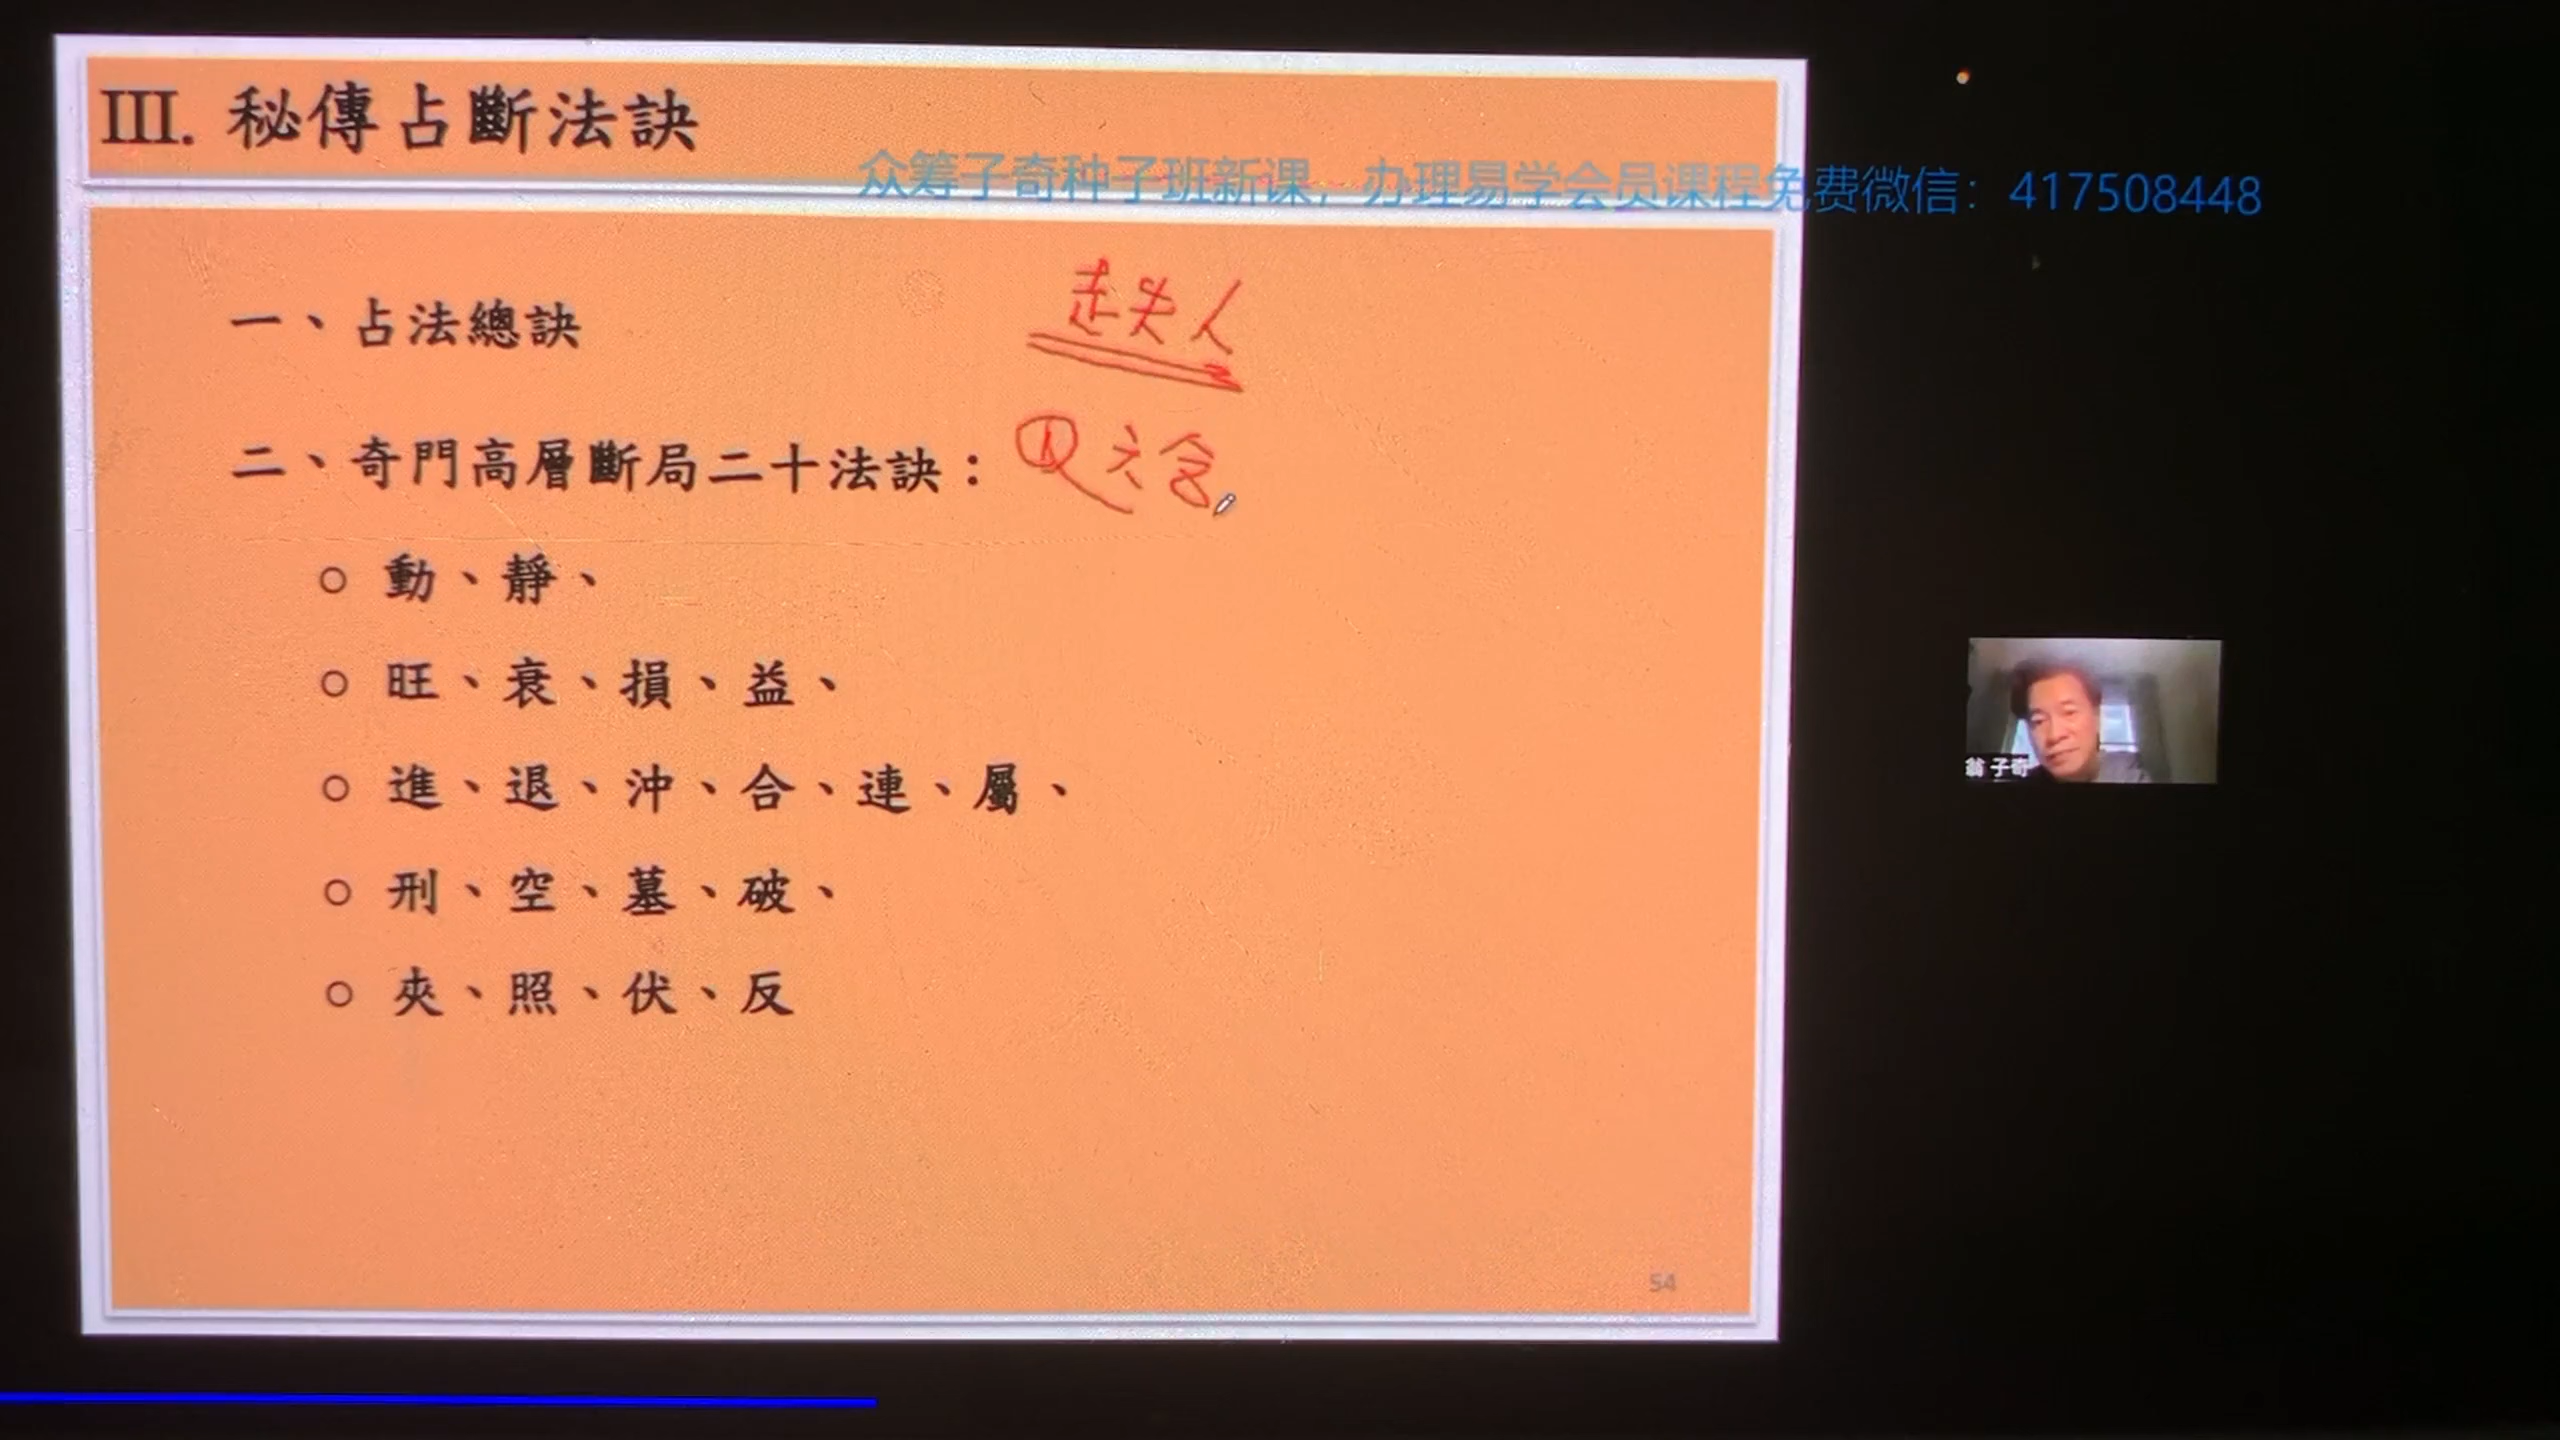 III. 秘傳占斷法訣
众筹子奇种子班新课，办理易学会员课程免费微信：417508448
一、占法總訣
走失人
二、奇門高層斷局二十法訣：
① 六合
○ 動、靜、
○ 旺、衰、損、益、
○ 進、退、沖、合、連、屬、
○ 刑、空、墓、破、
○ 夾、照、伏、反
翁 子奇
54